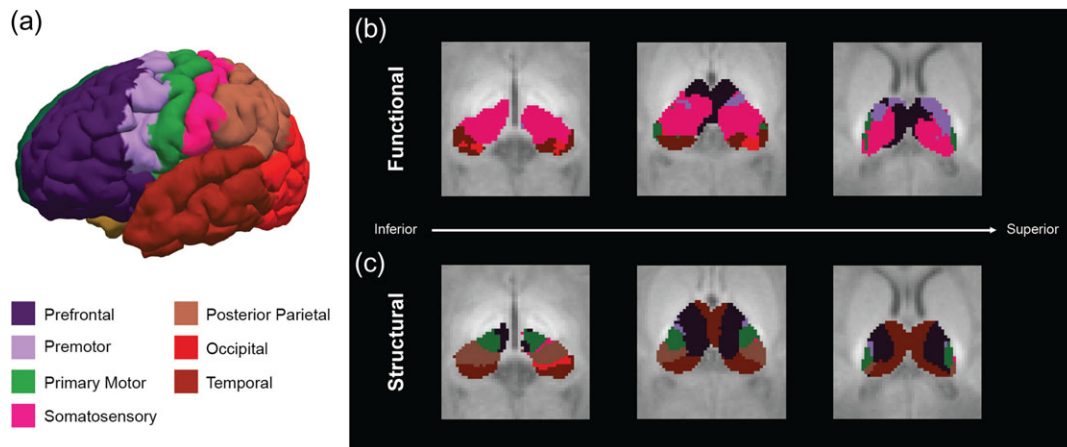 (a)
Prefrontal
Premotor
Primary Motor
Somatosensory
Posterior Parietal
Occipital
Temporal
(b)
Functional
Inferior
Superior
(c)
Structural